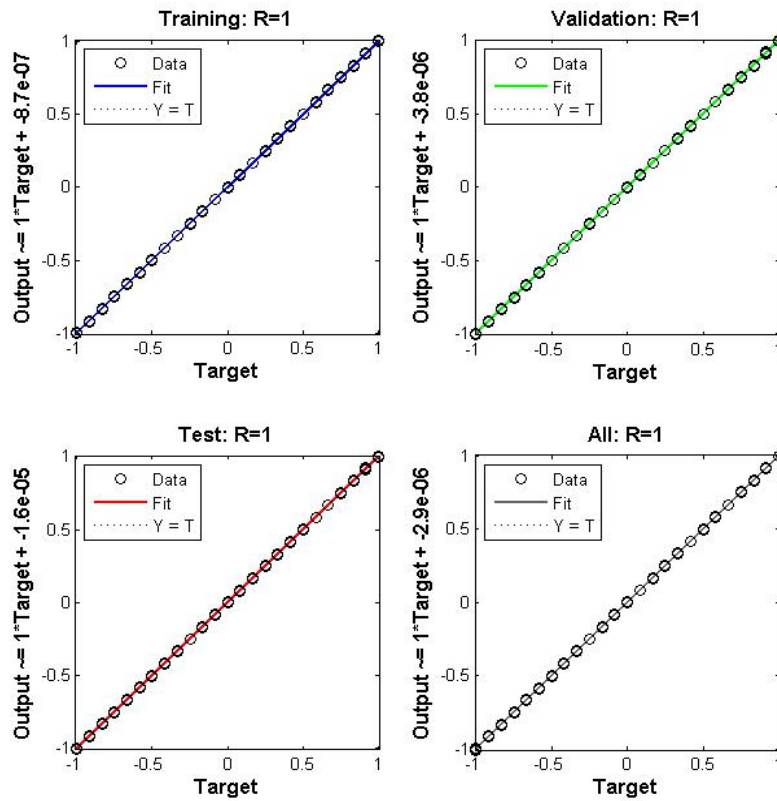 Training: R=1
Output ~= 1*Target + -8.7e-07
1
0.5
0
-0.5
-1
Data
Fit
Y = T
-1
-0.5
0
0.5
1
Target
Validation: R=1
Output ~= 1*Target + -3.8e-06
1
0.5
0
-0.5
-1
Data
Fit
Y = T
-1
-0.5
0
0.5
1
Target
Test: R=1
Output ~= 1*Target + -1.6e-05
1
0.5
0
-0.5
-1
Data
Fit
Y = T
-1
-0.5
0
0.5
1
Target
All: R=1
Output ~= 1*Target + -2.9e-06
1
0.5
0
-0.5
-1
Data
Fit
Y = T
-1
-0.5
0
0.5
1
Target